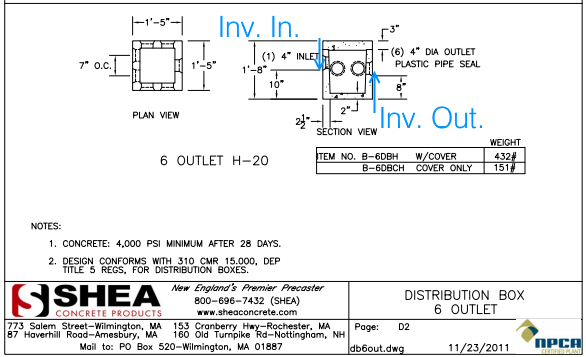 1'-5"
7" O.C.
1'-5"
PLAN VIEW
Inv. In.
(1) 4" INLET
1'-8"
10"
3"
(6) 4" DIA OUTLET
PLASTIC PIPE SEAL
8"
2"
2½"
SECTION VIEW
Inv. Out.
6 OUTLET H-20
WEIGHT
ITEM NO. B-6DBH W/COVER 432#
B-6DBCH COVER ONLY 151#
NOTES:
1. CONCRETE: 4,000 PSI MINIMUM AFTER 28 DAYS.
2. DESIGN CONFORMS WITH 310 CMR 15.000, DEP
TITLE 5 REGS, FOR DISTRIBUTION BOXES.
SHEA
CONCRETE PRODUCTS
New England's Premier Precaster
800-696-7432 (SHEA)
www.sheaconcrete.com
773 Salem Street-Wilmington, MA 153 Cranberry Hwy-Rochester, MA
87 Haverhill Road-Amesbury, MA 160 Old Turnpike Rd-Nottingham, NH
Mail to: PO Box 520-Wilmington, MA 01887
DISTRIBUTION BOX
6 OUTLET
Page: D2
db6out.dwg 11/23/2011
NPCA
CERTIFIED PLANT